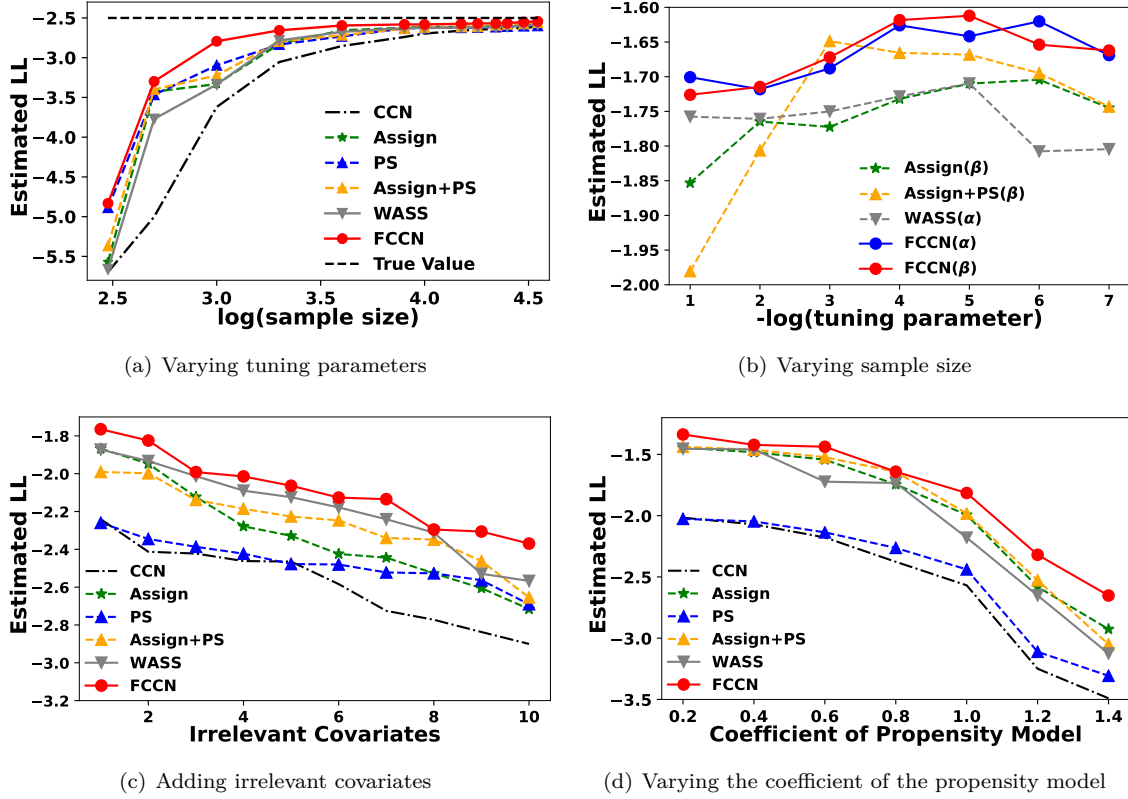 Estimated LL
−2.5
−3.0
−3.5
−4.0
−4.5
−5.0
−5.5
CCN
Assign
PS
Assign+PS
WASS
FCCN
True Value
2.5 3.0 3.5 4.0 4.5
log(sample size)
(a) Varying tuning parameters
Estimated LL
−1.60
−1.65
−1.70
−1.75
−1.80
−1.85
−1.90
−1.95
−2.00
Assign(β)
Assign+PS(β)
WASS(α)
FCCN(α)
FCCN(β)
1 2 3 4 5 6 7
-log(tuning parameter)
(b) Varying sample size
Estimated LL
−1.8
−2.0
−2.2
−2.4
−2.6
−2.8
−3.0
−3.2
CCN
Assign
PS
Assign+PS
WASS
FCCN
2 4 6 8 10
Irrelevant Covariates
(c) Adding irrelevant covariates
Estimated LL
−1.5
−2.0
−2.5
−3.0
−3.5
CCN
Assign
PS
Assign+PS
WASS
FCCN
0.2 0.4 0.6 0.8 1.0 1.2 1.4
Coefficient of Propensity Model
(d) Varying the coefficient of the propensity model